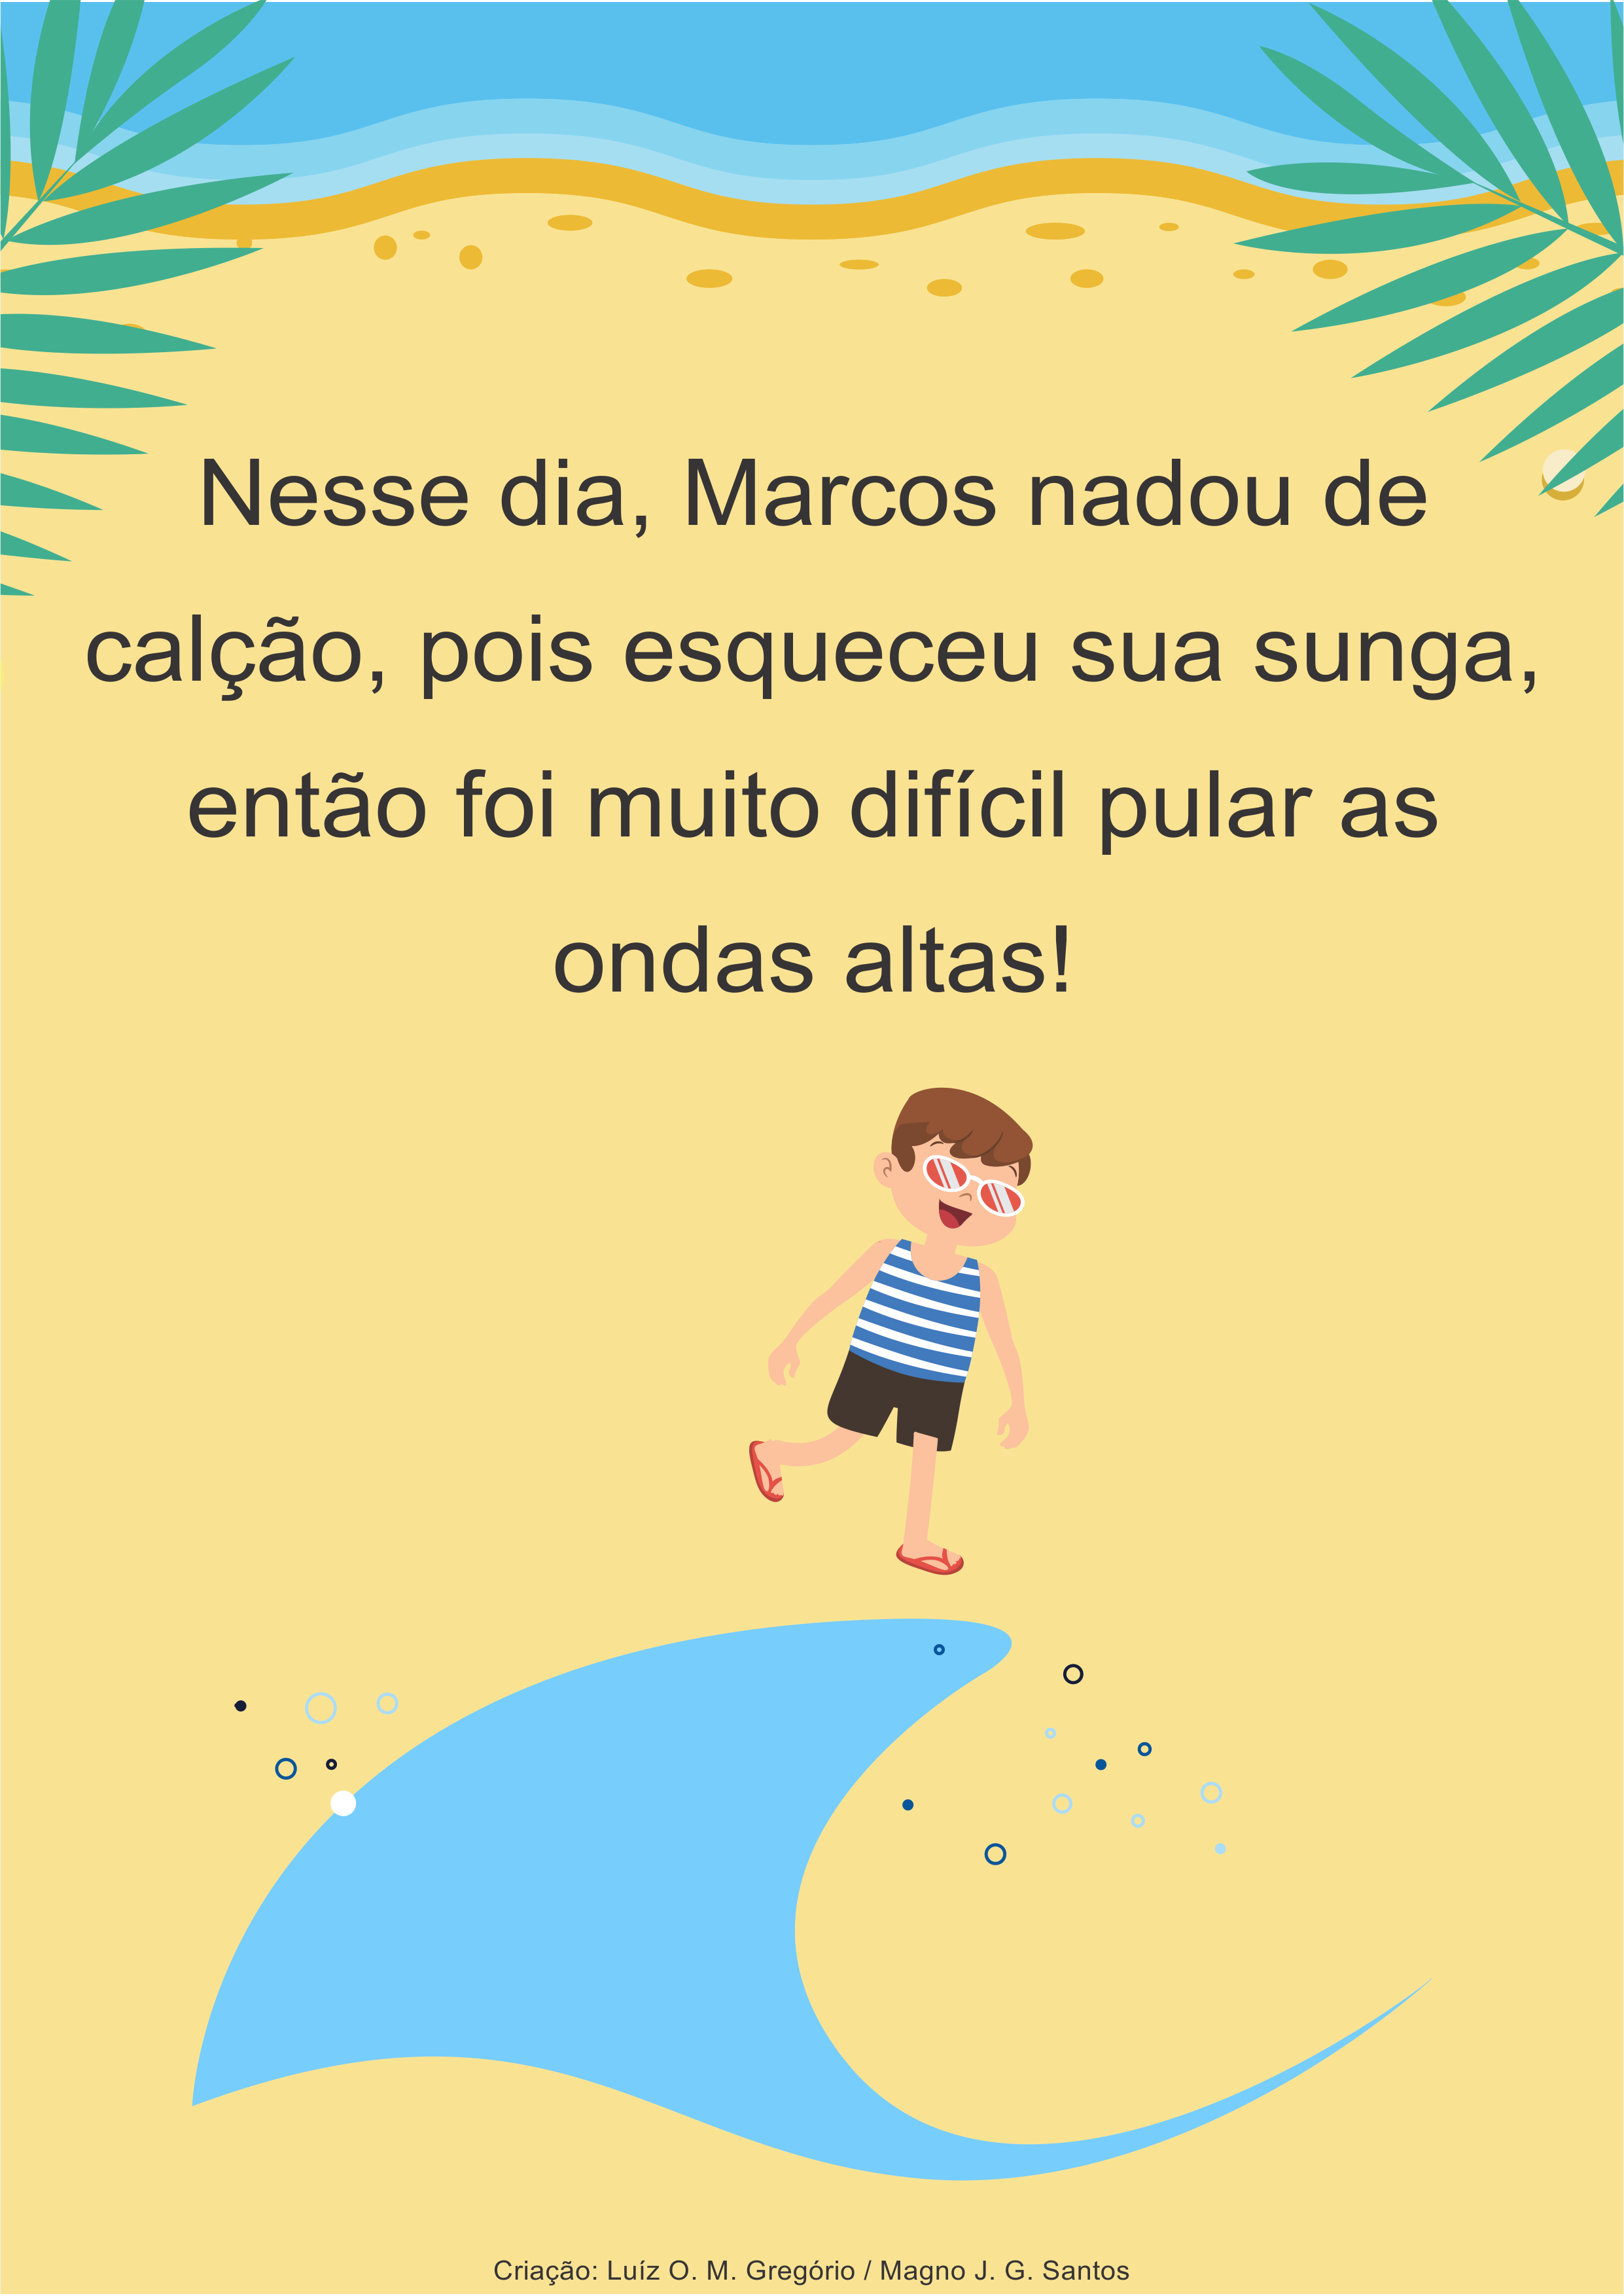 Nesse dia, Marcos nadou de
calção, pois esqueceu sua sunga,
então foi muito difícil pular as
ondas altas!
Criação: Luíz O. M. Gregório / Magno J. G. Santos